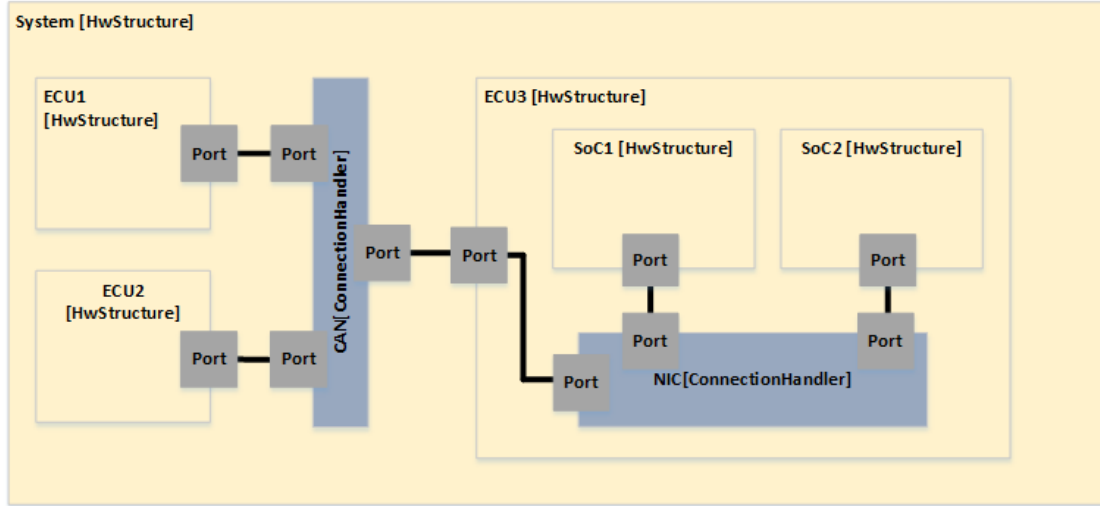 System [HwStructure]
ECU1
[HwStructure]
Port
Port
CAN[ConnectionHandler]
Port
Port
ECU2
[HwStructure]
Port
Port
ECU3 [HwStructure]
SoC1 [HwStructure]
Port
SoC2 [HwStructure]
Port
Port
Port
Port
NIC[ConnectionHandler]